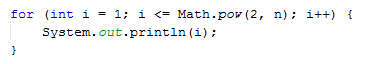 for (int i = 1; i <= Math.pow(2, n); i++) {
System.out.println(i);
}